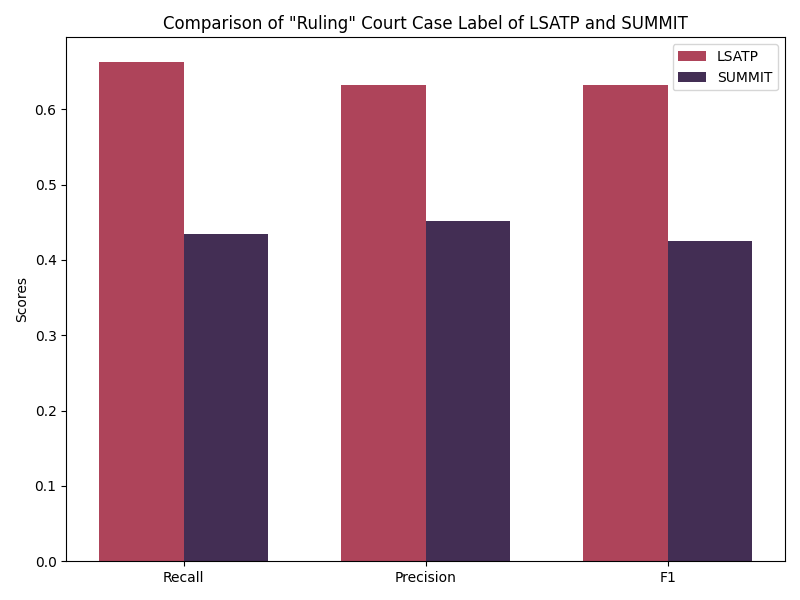 Comparison of "Ruling" Court Case Label of LSATP and SUMMIT
LSATP
SUMMIT
Scores
0.6
0.5
0.4
0.3
0.2
0.1
0.0
Recall Precision F1